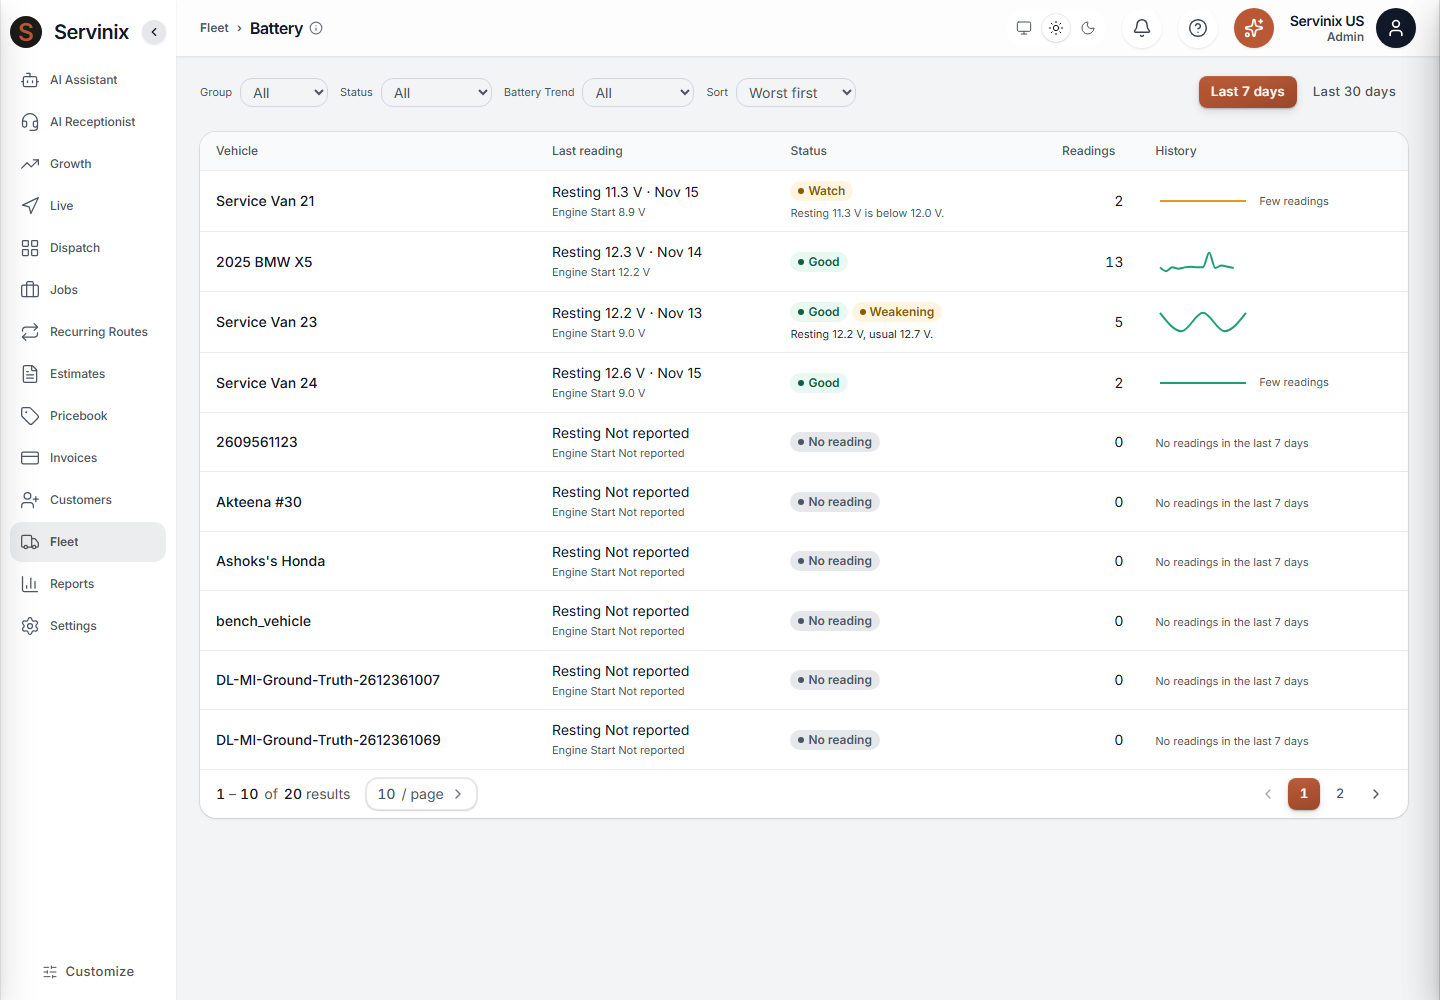 S Servinix
AI Assistant
AI Receptionist
Growth
Live
Dispatch
Jobs
Recurring Routes
Estimates
Pricebook
Invoices
Customers
Fleet
Reports
Settings
Customize
Fleet › Battery
Servinix US
Admin
Group All Status All Battery Trend All Sort Worst first Last 7 days Last 30 days
Vehicle Last reading Status Readings History
Service Van 21 Resting 11.3 V · Nov 15 Watch 2 Few readings
Engine Start 8.9 V Resting 11.3 V is below 12.0 V.
2025 BMW X5 Resting 12.3 V · Nov 14 Good 13
Engine Start 12.2 V
Service Van 23 Resting 12.2 V · Nov 13 Good Weakening 5
Engine Start 9.0 V Resting 12.2 V, usual 12.7 V.
Service Van 24 Resting 12.6 V · Nov 15 Good 2 Few readings
Engine Start 9.0 V
2609561123 Resting Not reported No reading 0 No readings in the last 7 days
Engine Start Not reported
Akteena #30 Resting Not reported No reading 0 No readings in the last 7 days
Engine Start Not reported
Ashoks's Honda Resting Not reported No reading 0 No readings in the last 7 days
Engine Start Not reported
bench_vehicle Resting Not reported No reading 0 No readings in the last 7 days
Engine Start Not reported
DL-MI-Ground-Truth-2612361007 Resting Not reported No reading 0 No readings in the last 7 days
Engine Start Not reported
DL-MI-Ground-Truth-2612361069 Resting Not reported No reading 0 No readings in the last 7 days
Engine Start Not reported
1 – 10 of 20 results 10 / page 1 2